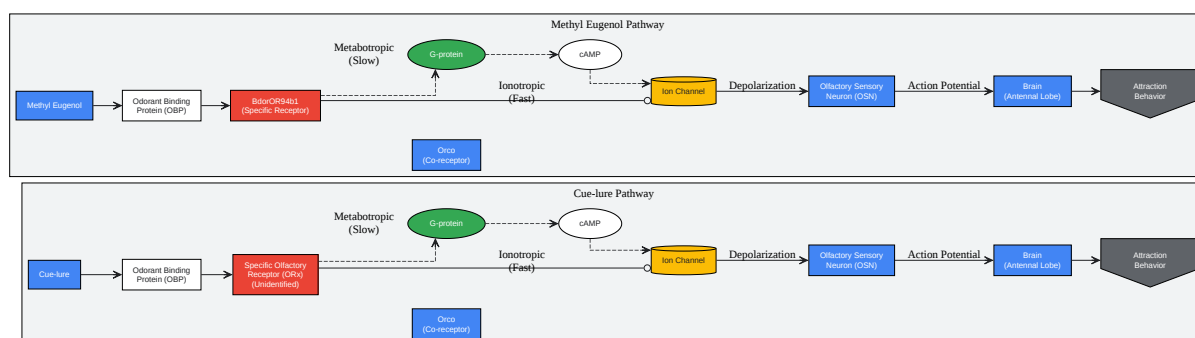 Methyl Eugenol Pathway
Metabotropic
(Slow)
G-protein
cAMP
Ionotropic
(Fast)
Methyl Eugenol
Odorant Binding
Protein (OBP)
BdorOR94b1
(Specific Receptor)
Ion Channel
Depolarization
Olfactory Sensory
Neuron (OSN)
Action Potential
Brain
(Antennal Lobe)
Attraction
Behavior
Orco
(Co-receptor)
Cue-lure Pathway
Metabotropic
(Slow)
G-protein
cAMP
Ionotropic
(Fast)
Cue-lure
Odorant Binding
Protein (OBP)
Specific Olfactory
Receptor (ORx)
(Unidentified)
Ion Channel
Depolarization
Olfactory Sensory
Neuron (OSN)
Action Potential
Brain
(Antennal Lobe)
Attraction
Behavior
Orco
(Co-receptor)